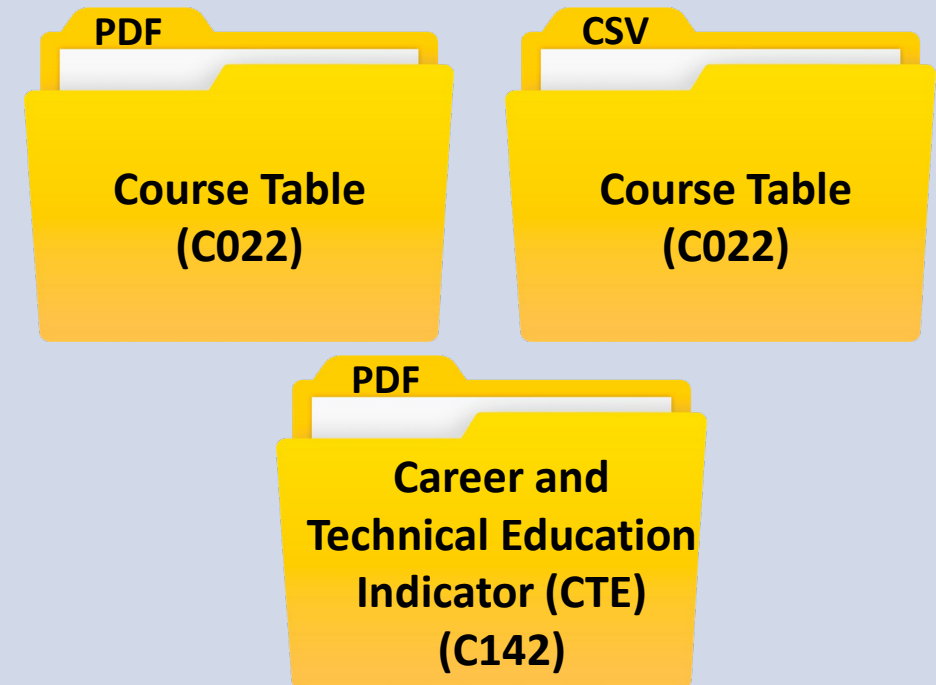 PDF
Course Table
(C022)
CSV
Course Table
(C022)
PDF
Career and
Technical Education
Indicator (CTE)
(C142)